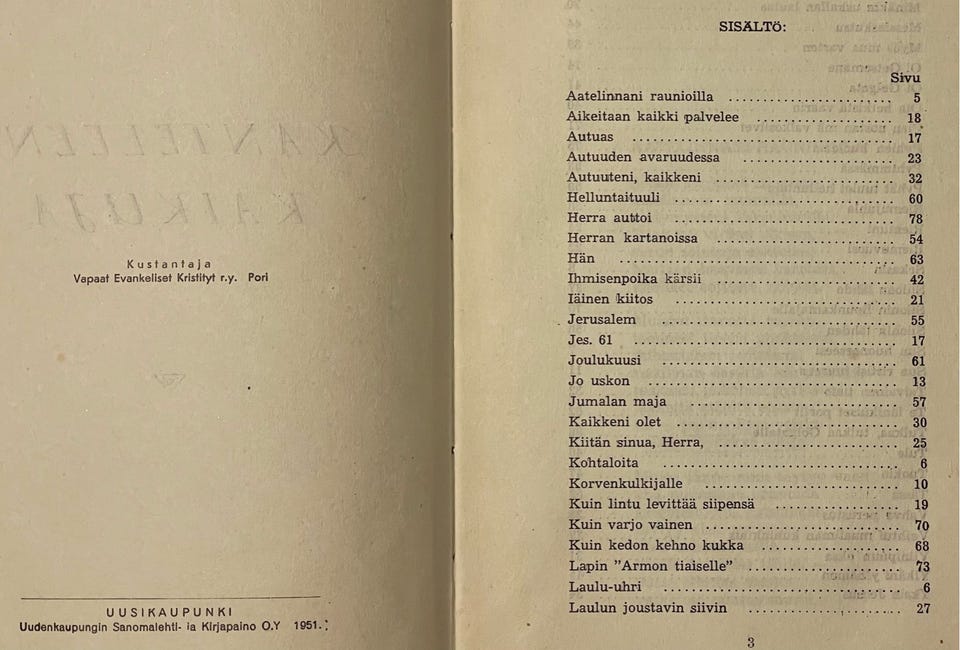 KANTELEEN
KAIKUJA
Kustantaja
Vapaat Evankeliset Kristityt r.y. Pori
UUSIKAUPUNKI
Uudenkaupungin Sanomalehti- ja Kirjapaino O.Y 1951.
SISÄLTÖ:
Sivu
Aatelinnani raunioilla .......................... 5
Aikeitaan kaikki palvelee .......................... 18
Autuas .......................... 17
Autuuden avaruudessa .......................... 23
Autuuteni, kaikkeni .......................... 32
Helluntaituuli .......................... 60
Herra auttoi .......................... 78
Herran kartanoissa .......................... 54
Hän .......................... 63
Ihmisenpoika kärsii .......................... 42
Iäinen kiitos .......................... 21
Jerusalem .......................... 55
Jes. 61 .......................... 17
Joulukuusi .......................... 61
Jo uskon .......................... 13
Jumalan maja .......................... 57
Kaikkeni olet .......................... 30
Kiitän sinua, Herra, .......................... 25
Kohtaloita .......................... 6
Korvenkulkijalle .......................... 10
Kuin lintu levittää siipensä .......................... 19
Kuin varjo vainen .......................... 70
Kuin kedon kehno kukka .......................... 68
Lapin "Armon tiaiselle" .......................... 73
Laulu-uhri .......................... 6
Laulun joustavin siivin .......................... 27
3